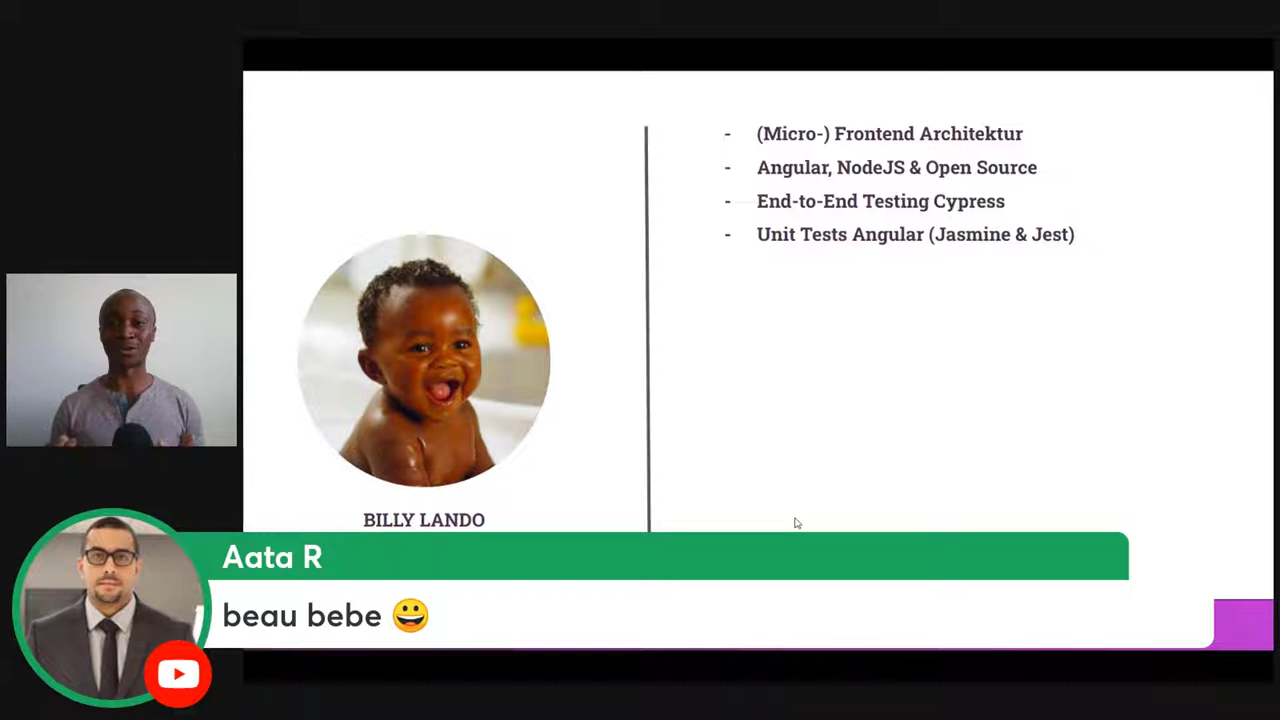 - (Micro-) Frontend Architektur
- Angular, NodeJS & Open Source
- End-to-End Testing Cypress
- Unit Tests Angular (Jasmine & Jest)
BILLY LANDO
Aata R
beau bebe 😀